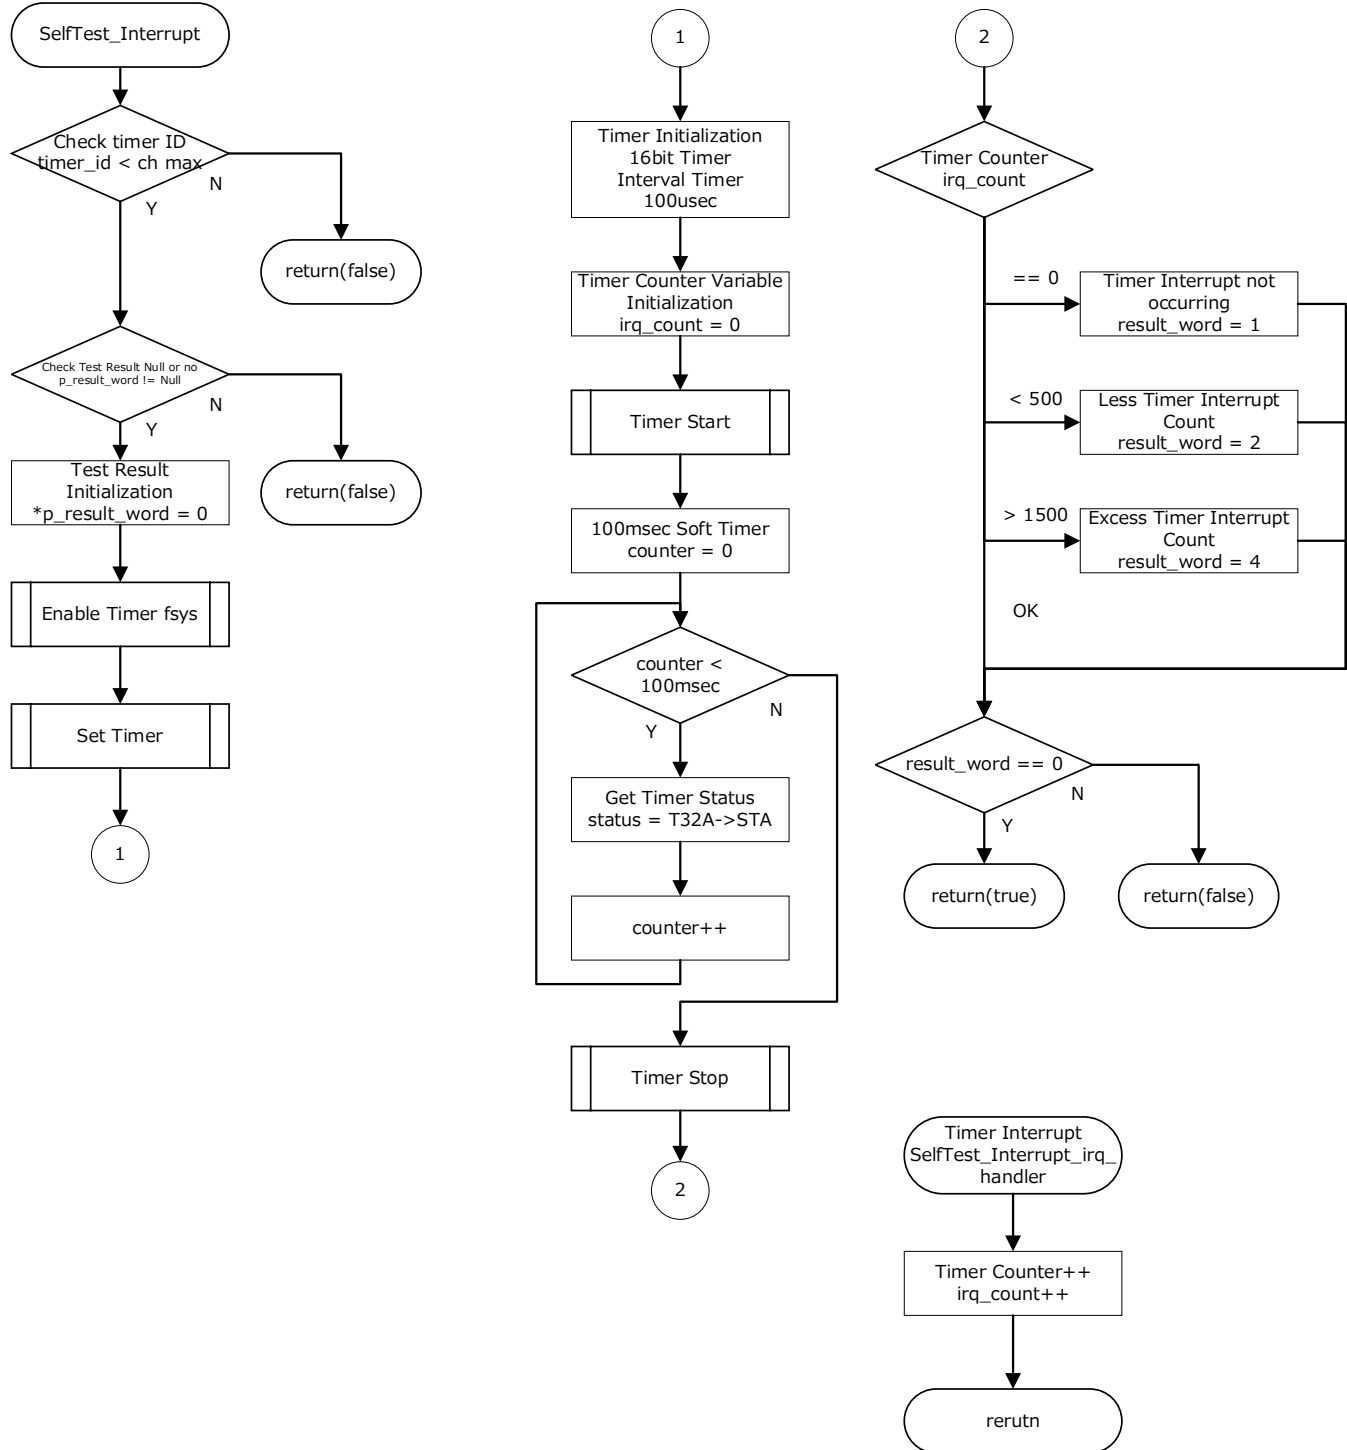 SelfTest_Interrupt
Check timer ID
timer_id < ch max
N
Y
return(false)
Check Test Result Null or no
p_result_word != Null
N
Y
Test Result
Initialization
*p_result_word = 0
return(false)
Enable Timer fsys
Set Timer
1
1
Timer Initialization
16bit Timer
Interval Timer
100usec
Timer Counter Variable
Initialization
irq_count = 0
Timer Start
100msec Soft Timer
counter = 0
counter <
100msec
N
Y
Get Timer Status
status = T32A->STA
counter++
Timer Stop
2
2
Timer Counter
irq_count
== 0
Timer Interrupt not
occurring
result_word = 1
< 500
Less Timer Interrupt
Count
result_word = 2
> 1500
Excess Timer Interrupt
Count
result_word = 4
OK
result_word == 0
N
Y
return(true)
return(false)
Timer Interrupt
SelfTest_Interrupt_irq_
handler
Timer Counter++
irq_count++
rerutn